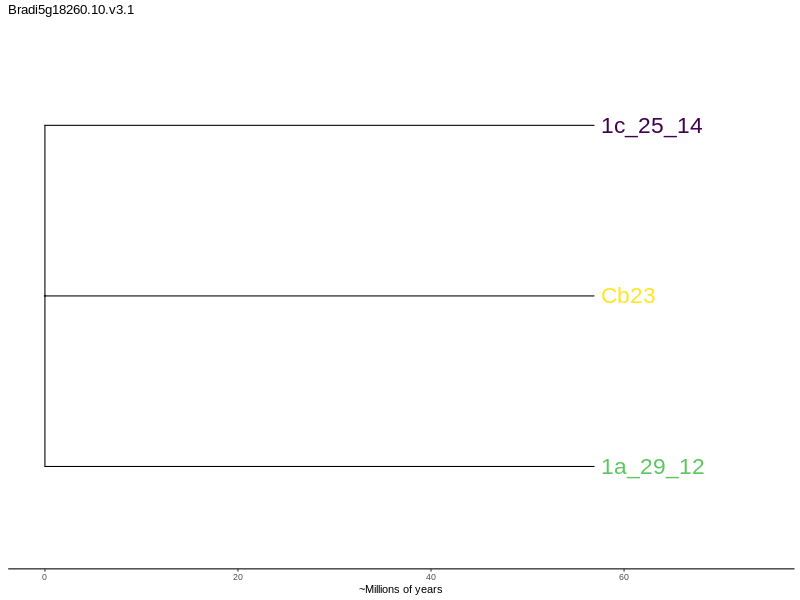 Bradi5g18260.10.v3.1
1c_25_14
Cb23
1a_29_12
0 20 40 60
~Millions of years